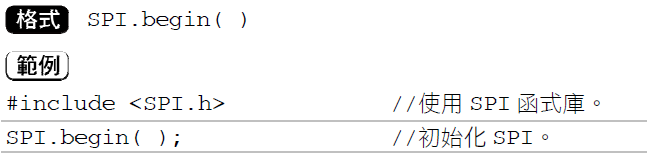 格式 SPI.begin( )
範例
#include <SPI.h> //使用 SPI 函式庫。
SPI.begin( ); //初始化 SPI。